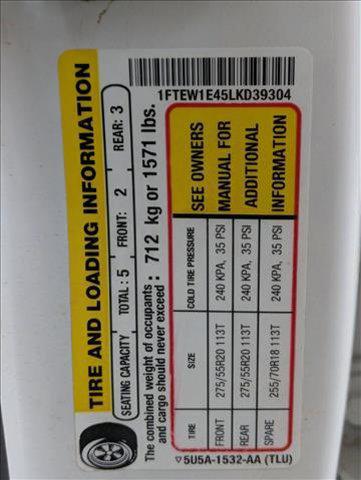 1FTEW1E45LKD39304
TIRE AND LOADING INFORMATION
SEATING CAPACITY TOTAL : 5 FRONT: 2 REAR: 3
The combined weight of occupants and cargo should never exceed : 712 kg or 1571 lbs.
TIRE SIZE COLD TIRE PRESSURE SEE OWNERS
FRONT 275/55R20 113T 240 KPA, 35 PSI MANUAL FOR
REAR 275/55R20 113T 240 KPA, 35 PSI ADDITIONAL
SPARE 255/70R18 113T 240 KPA, 35 PSI INFORMATION
5U5A-1532-AA (TLU)